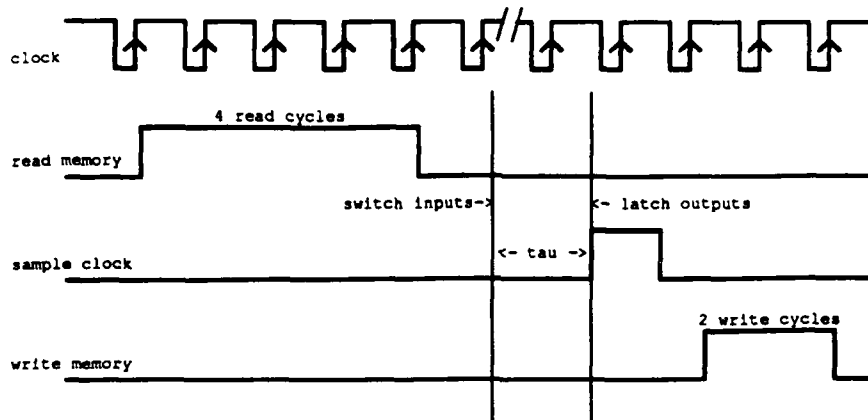 clock
4 read cycles
read memory
switch inputs->
<- latch outputs
<- tau ->
sample clock
2 write cycles
write memory